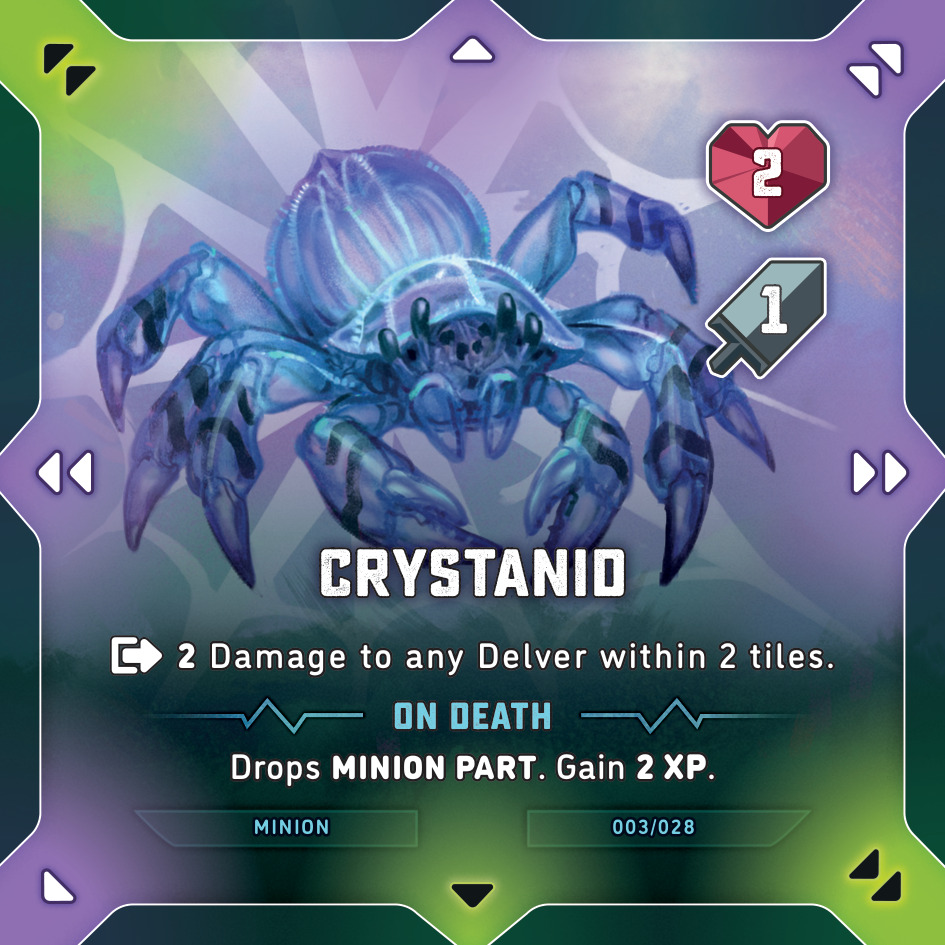 2
1
CRYSTANID
2 Damage to any Delver within 2 tiles.
ON DEATH
Drops MINION PART. Gain 2 XP.
MINION
003/028